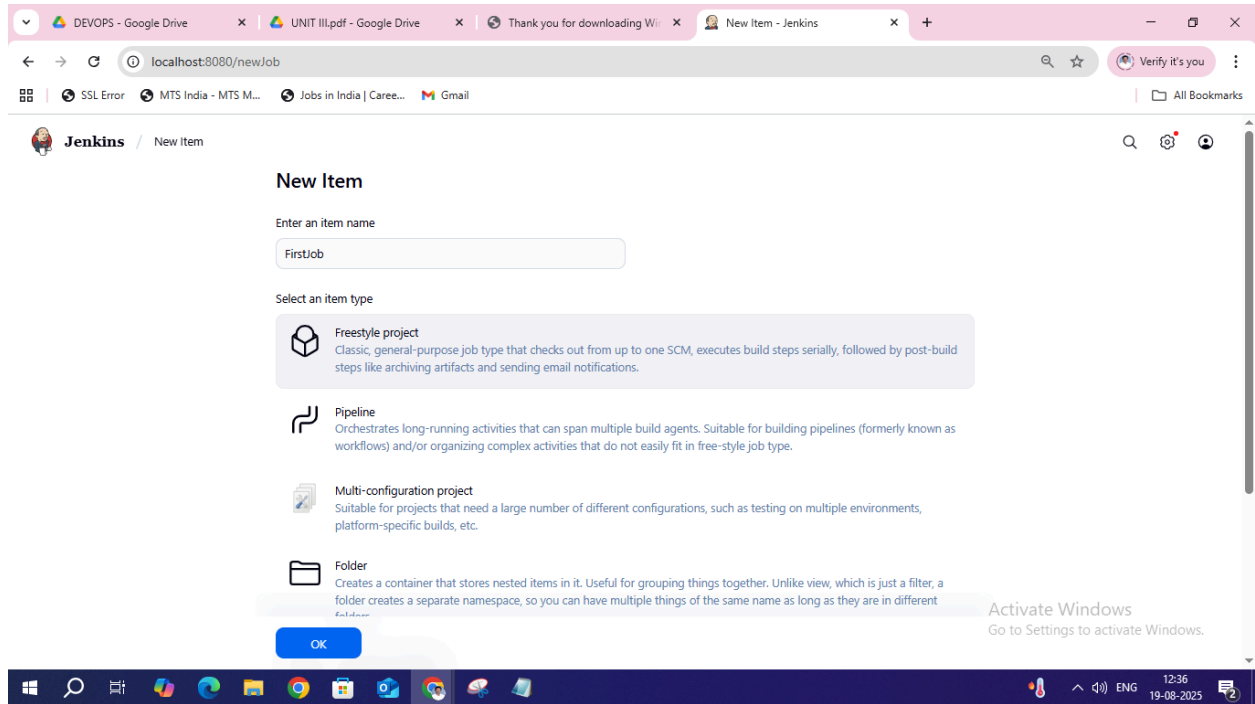 DEVOPS - Google Drive
UNIT III.pdf - Google Drive
Thank you for downloading Wi
New Item - Jenkins
localhost:8080/newJob
Verify it's you
SSL Error
MTS India - MTS M...
Jobs in India | Caree...
Gmail
All Bookmarks
Jenkins / New Item
New Item
Enter an item name
FirstJob
Select an item type
Freestyle project
Classic, general-purpose job type that checks out from up to one SCM, executes build steps serially, followed by post-build
steps like archiving artifacts and sending email notifications.
Pipeline
Orchestrates long-running activities that can span multiple build agents. Suitable for building pipelines (formerly known as
workflows) and/or organizing complex activities that do not easily fit in free-style job type.
Multi-configuration project
Suitable for projects that need a large number of different configurations, such as testing on multiple environments,
platform-specific builds, etc.
Folder
Creates a container that stores nested items in it. Useful for grouping things together. Unlike view, which is just a filter, a
folder creates a separate namespace, so you can have multiple things of the same name as long as they are in different
folders.
OK
Activate Windows
Go to Settings to activate Windows.
ENG
12:36
19-08-2025
2